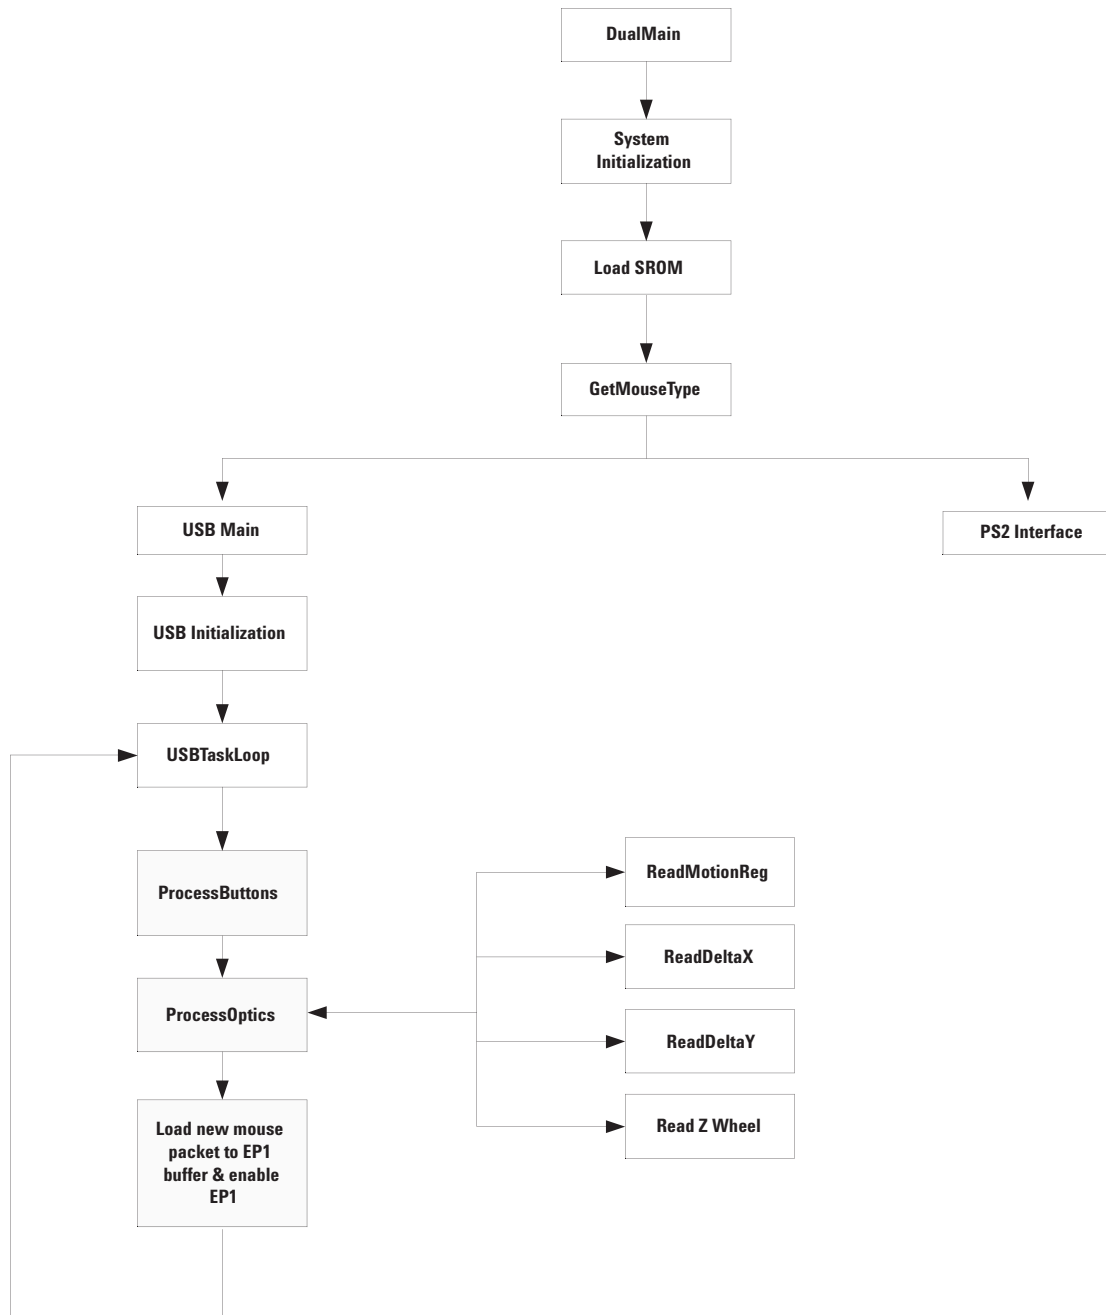 DualMain
System
Initialization
Load SROM
GetMouseType
USB Main
PS2 Interface
USB Initialization
USBTaskLoop
ProcessButtons
ReadMotionReg
ReadDeltaX
ProcessOptics
ReadDeltaY
Load new mouse
packet to EP1
buffer & enable
EP1
Read Z Wheel